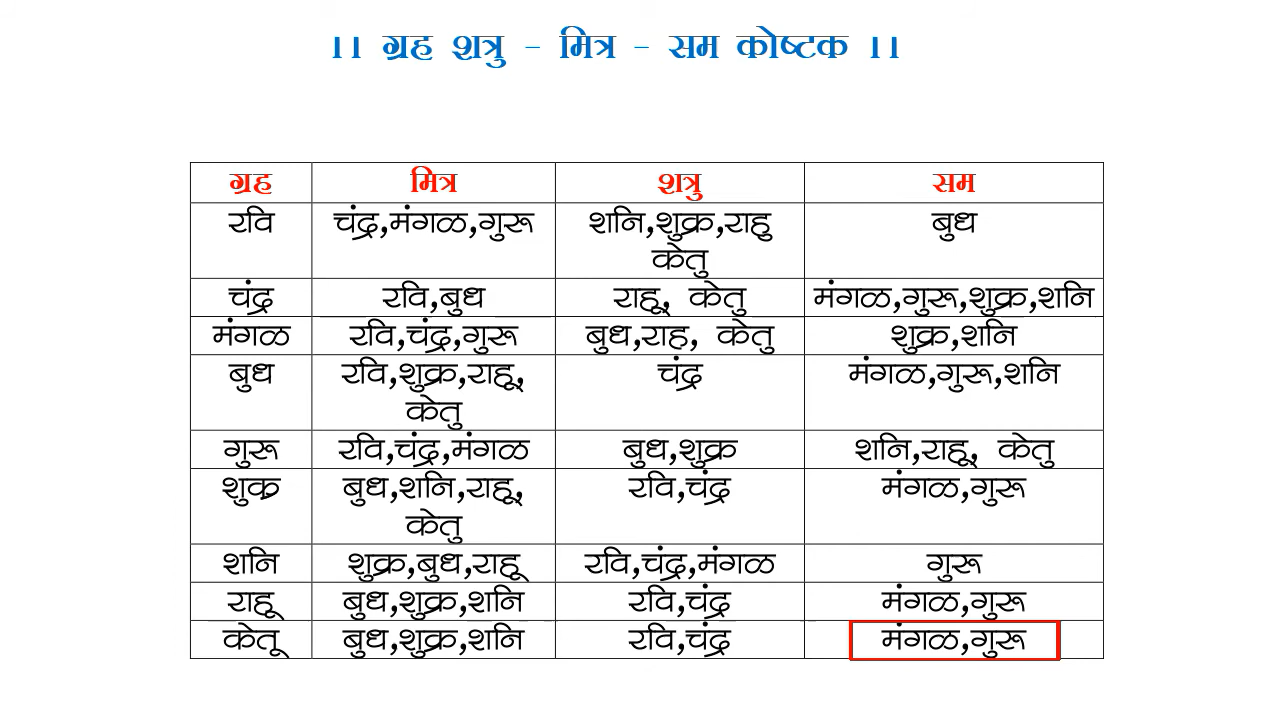 ।। ग्रह शत्रु - मित्र - सम कोष्टक ।।
ग्रह मित्र शत्रु सम
रवि चंद्र,मंगळ,गुरू शनि,शुक्र,राहु बुध
केतु
चंद्र रवि,बुध राहू, केतु मंगळ,गुरू,शुक्र,शनि
मंगळ रवि,चंद्र,गुरू बुध,राह, केतु शुक्र,शनि
बुध रवि,शुक्र,राहू, चंद्र मंगळ,गुरू,शनि
केतु
गुरू रवि,चंद्र,मंगळ बुध,शुक्र शनि,राहू, केतु
शुक्र बुध,शनि,राहू, रवि,चंद्र मंगळ,गुरू
केतु
शनि शुक्र,बुध,राहू रवि,चंद्र,मंगळ गुरू
राहू बुध,शुक्र,शनि रवि,चंद्र मंगळ,गुरू
केतू बुध,शुक्र,शनि रवि,चंद्र मंगळ,गुरू